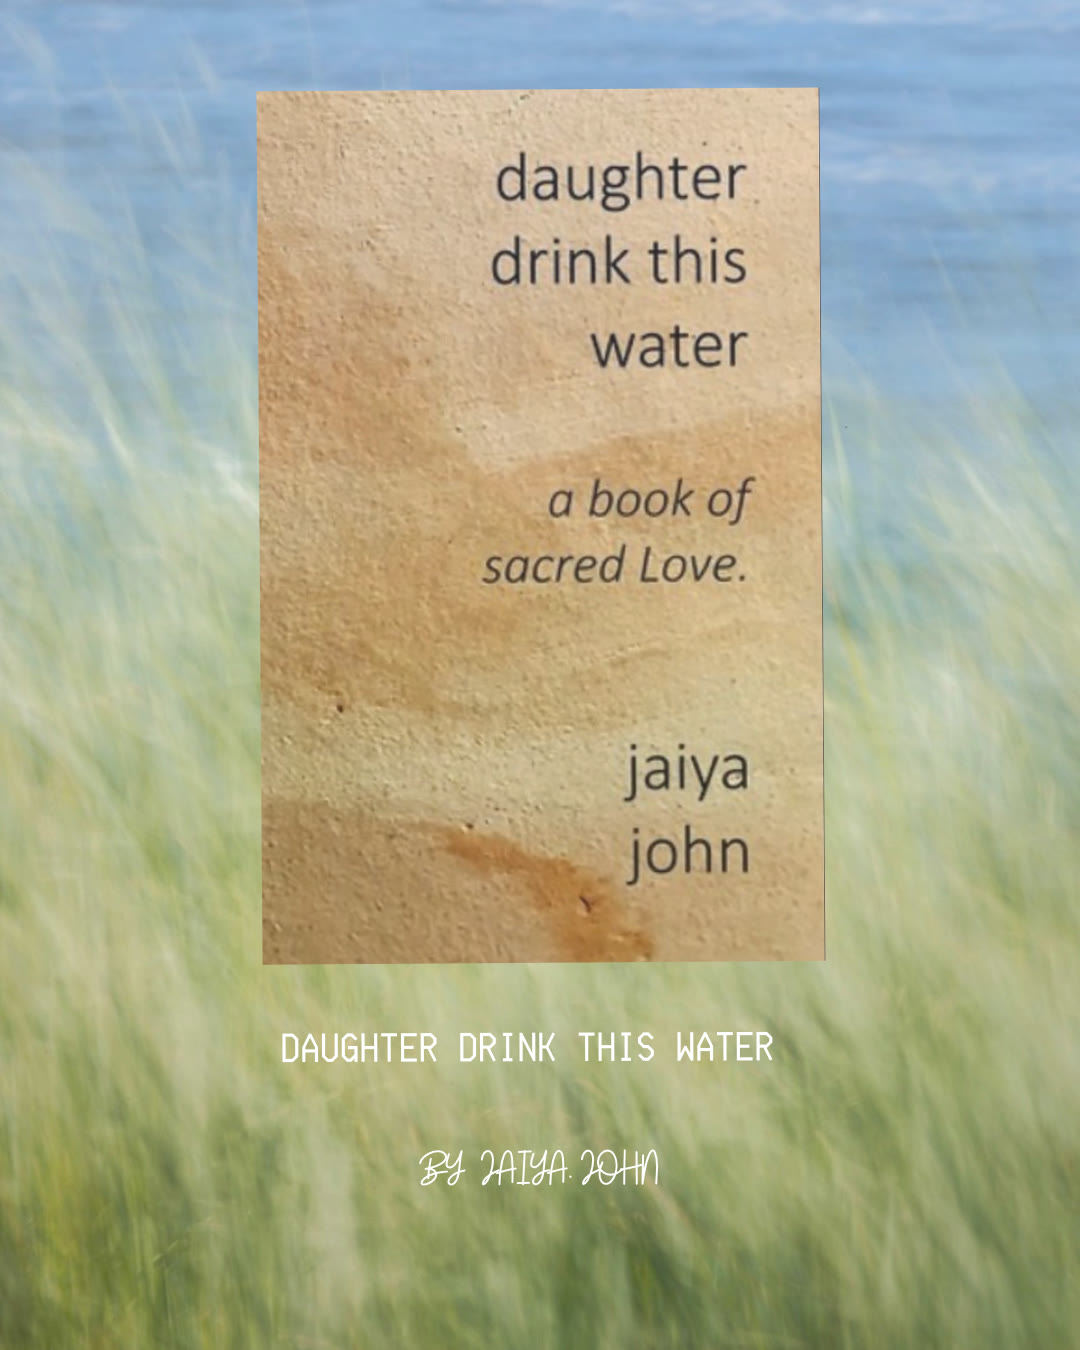 daughter
drink this
water
a book of
sacred Love.
jaiya
john
DAUGHTER DRINK THIS WATER
BY JAIYA. JOHN